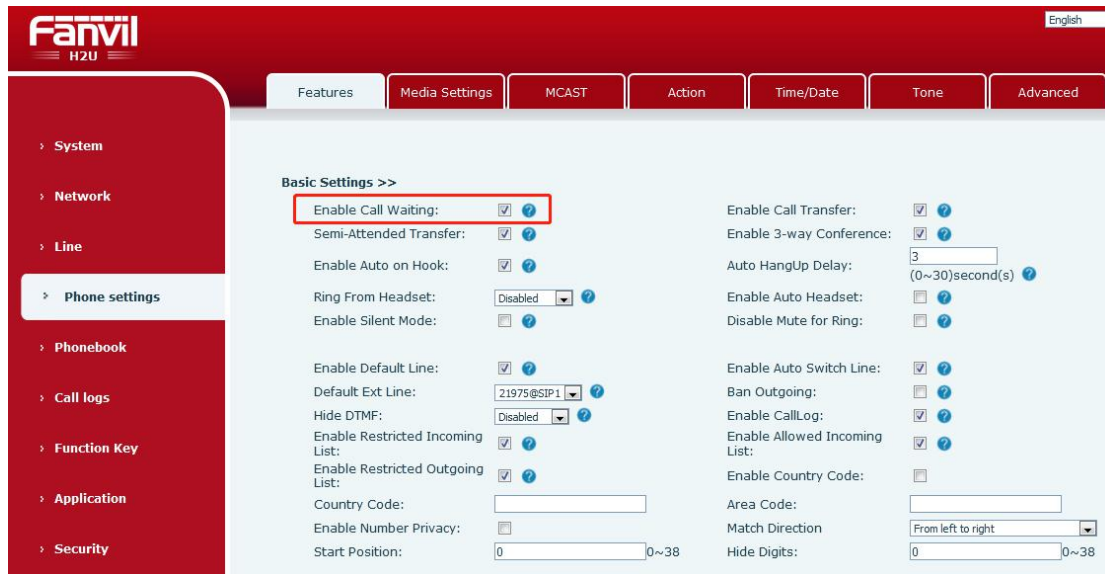 English
Fanvil
H2U
Features Media Settings MCAST Action Time/Date Tone Advanced
› System
› Network
› Line
› Phone settings
› Phonebook
› Call logs
› Function Key
› Application
› Security
Basic Settings >>
Enable Call Waiting: ? Enable Call Transfer: ?
Semi-Attended Transfer: ? Enable 3-way Conference: ?
Enable Auto on Hook: ? Auto HangUp Delay: 3
(0~30)second(s) ?
Ring From Headset: Disabled ? Enable Auto Headset: ?
Enable Silent Mode: ? Disable Mute for Ring: ?
Enable Default Line: ? Enable Auto Switch Line: ?
Default Ext Line: 21975@SIP1 ? Ban Outgoing: ?
Hide DTMF: Disabled ? Enable CallLog: ?
Enable Restricted Incoming List: ? Enable Allowed Incoming List: ?
Enable Restricted Outgoing List: ? Enable Country Code:
Country Code: Area Code:
Enable Number Privacy: Match Direction From left to right
Start Position: 0 0~38 Hide Digits: 0 0~38